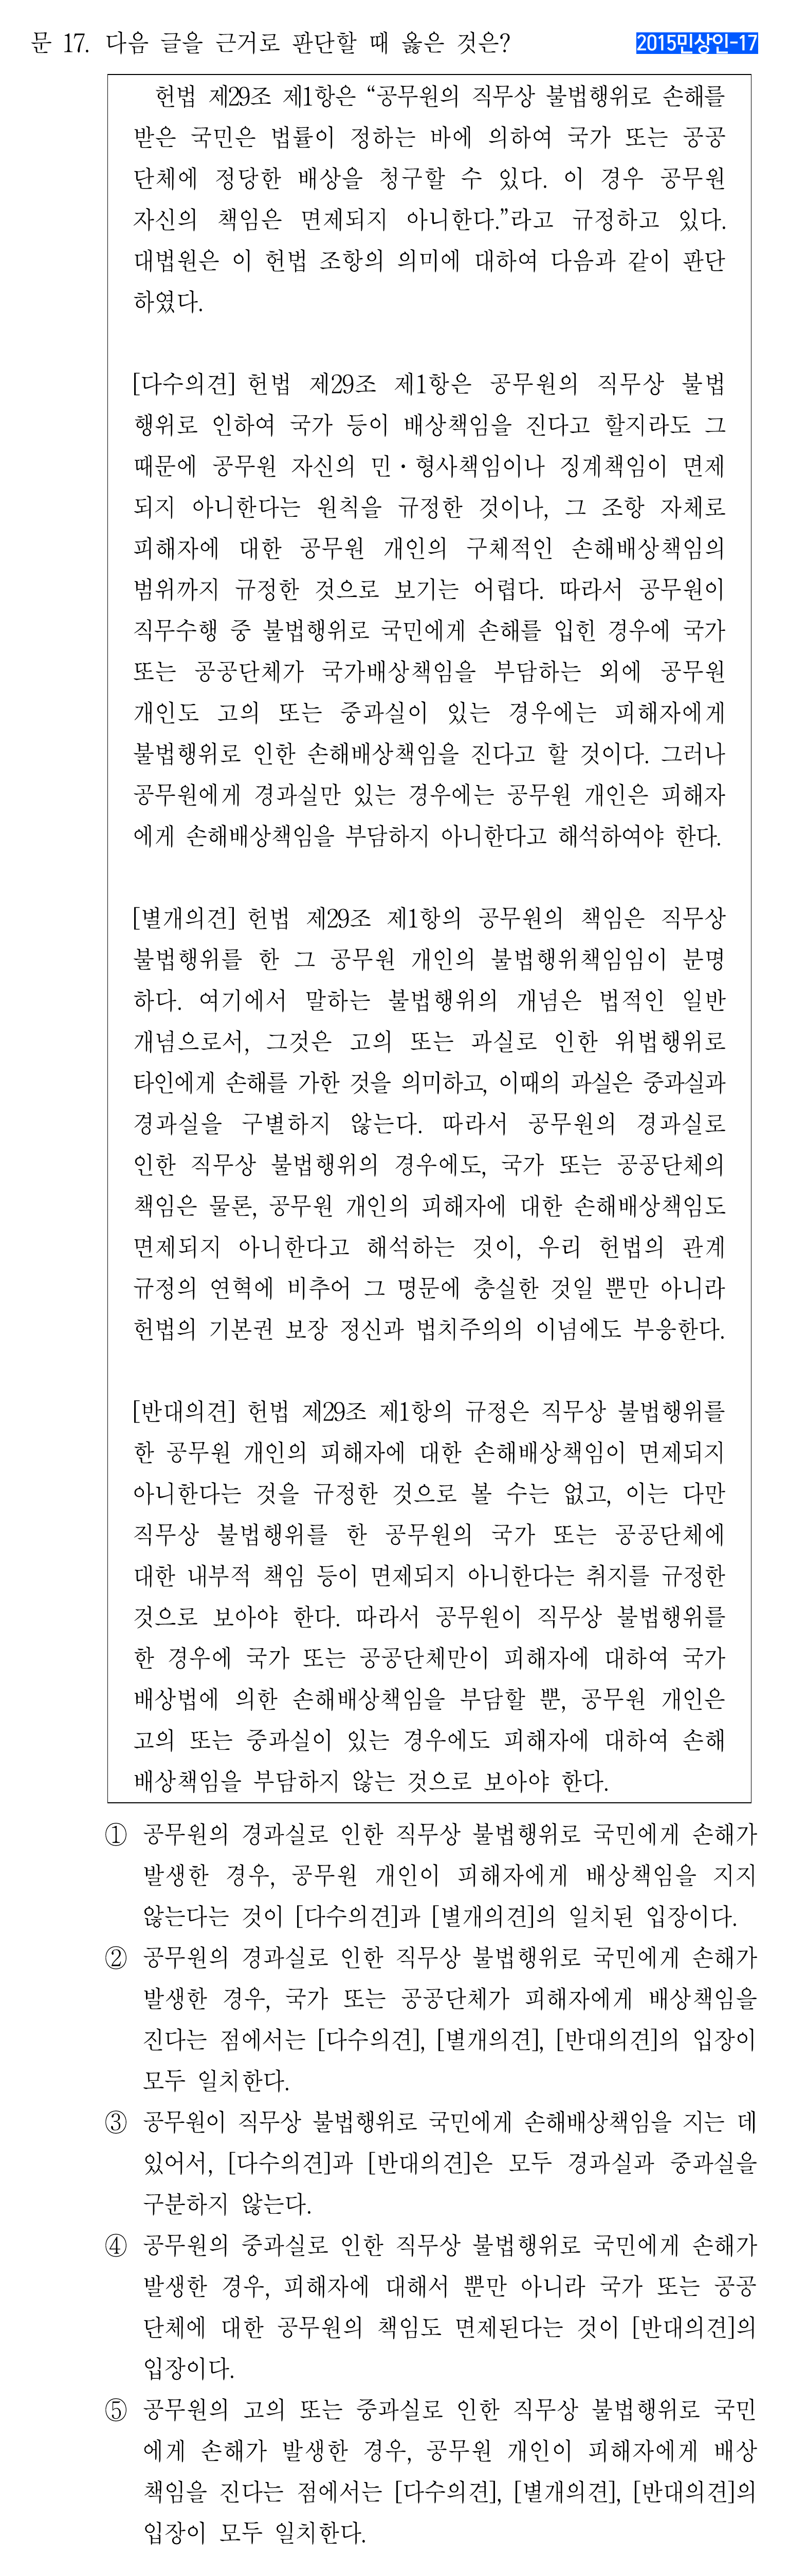 문 17. 다음 글을 근거로 판단할 때 옳은 것은?
2015민상인-17
헌법 제29조 제1항은 “공무원의 직무상 불법행위로 손해를
받은 국민은 법률이 정하는 바에 의하여 국가 또는 공공
단체에 정당한 배상을 청구할 수 있다. 이 경우 공무원
자신의 책임은 면제되지 아니한다.”라고 규정하고 있다.
대법원은 이 헌법 조항의 의미에 대하여 다음과 같이 판단
하였다.
[다수의견] 헌법 제29조 제1항은 공무원의 직무상 불법
행위로 인하여 국가 등이 배상책임을 진다고 할지라도 그
때문에 공무원 자신의 민·형사책임이나 징계책임이 면제
되지 아니한다는 원칙을 규정한 것이나, 그 조항 자체로
피해자에 대한 공무원 개인의 구체적인 손해배상책임의
범위까지 규정한 것으로 보기는 어렵다. 따라서 공무원이
직무수행 중 불법행위로 국민에게 손해를 입힌 경우에 국가
또는 공공단체가 국가배상책임을 부담하는 외에 공무원
개인도 고의 또는 중과실이 있는 경우에는 피해자에게
불법행위로 인한 손해배상책임을 진다고 할 것이다. 그러나
공무원에게 경과실만 있는 경우에는 공무원 개인은 피해자
에게 손해배상책임을 부담하지 아니한다고 해석하여야 한다.
[별개의견] 헌법 제29조 제1항의 공무원의 책임은 직무상
불법행위를 한 그 공무원 개인의 불법행위책임임이 분명
하다. 여기에서 말하는 불법행위의 개념은 법적인 일반
개념으로서, 그것은 고의 또는 과실로 인한 위법행위로
타인에게 손해를 가한 것을 의미하고, 이때의 과실은 중과실과
경과실을 구별하지 않는다. 따라서 공무원의 경과실로
인한 직무상 불법행위의 경우에도, 국가 또는 공공단체의
책임은 물론, 공무원 개인의 피해자에 대한 손해배상책임도
면제되지 아니한다고 해석하는 것이, 우리 헌법의 관계
규정의 연혁에 비추어 그 명문에 충실한 것일 뿐만 아니라
헌법의 기본권 보장 정신과 법치주의의 이념에도 부응한다.
[반대의견] 헌법 제29조 제1항의 규정은 직무상 불법행위를
한 공무원 개인의 피해자에 대한 손해배상책임이 면제되지
아니한다는 것을 규정한 것으로 볼 수는 없고, 이는 다만
직무상 불법행위를 한 공무원의 국가 또는 공공단체에
대한 내부적 책임 등이 면제되지 아니한다는 취지를 규정한
것으로 보아야 한다. 따라서 공무원이 직무상 불법행위를
한 경우에 국가 또는 공공단체만이 피해자에 대하여 국가
배상법에 의한 손해배상책임을 부담할 뿐, 공무원 개인은
고의 또는 중과실이 있는 경우에도 피해자에 대하여 손해
배상책임을 부담하지 않는 것으로 보아야 한다.
① 공무원의 경과실로 인한 직무상 불법행위로 국민에게 손해가
발생한 경우, 공무원 개인이 피해자에게 배상책임을 지지
않는다는 것이 [다수의견]과 [별개의견]의 일치된 입장이다.
② 공무원의 경과실로 인한 직무상 불법행위로 국민에게 손해가
발생한 경우, 국가 또는 공공단체가 피해자에게 배상책임을
진다는 점에서는 [다수의견], [별개의견], [반대의견]의 입장이
모두 일치한다.
③ 공무원이 직무상 불법행위로 국민에게 손해배상책임을 지는 데
있어서, [다수의견]과 [반대의견]은 모두 경과실과 중과실을
구분하지 않는다.
④ 공무원의 중과실로 인한 직무상 불법행위로 국민에게 손해가
발생한 경우, 피해자에 대해서 뿐만 아니라 국가 또는 공공
단체에 대한 공무원의 책임도 면제된다는 것이 [반대의견]의
입장이다.
⑤ 공무원의 고의 또는 중과실로 인한 직무상 불법행위로 국민
에게 손해가 발생한 경우, 공무원 개인이 피해자에게 배상
책임을 진다는 점에서는 [다수의견], [별개의견], [반대의견]의
입장이 모두 일치한다.